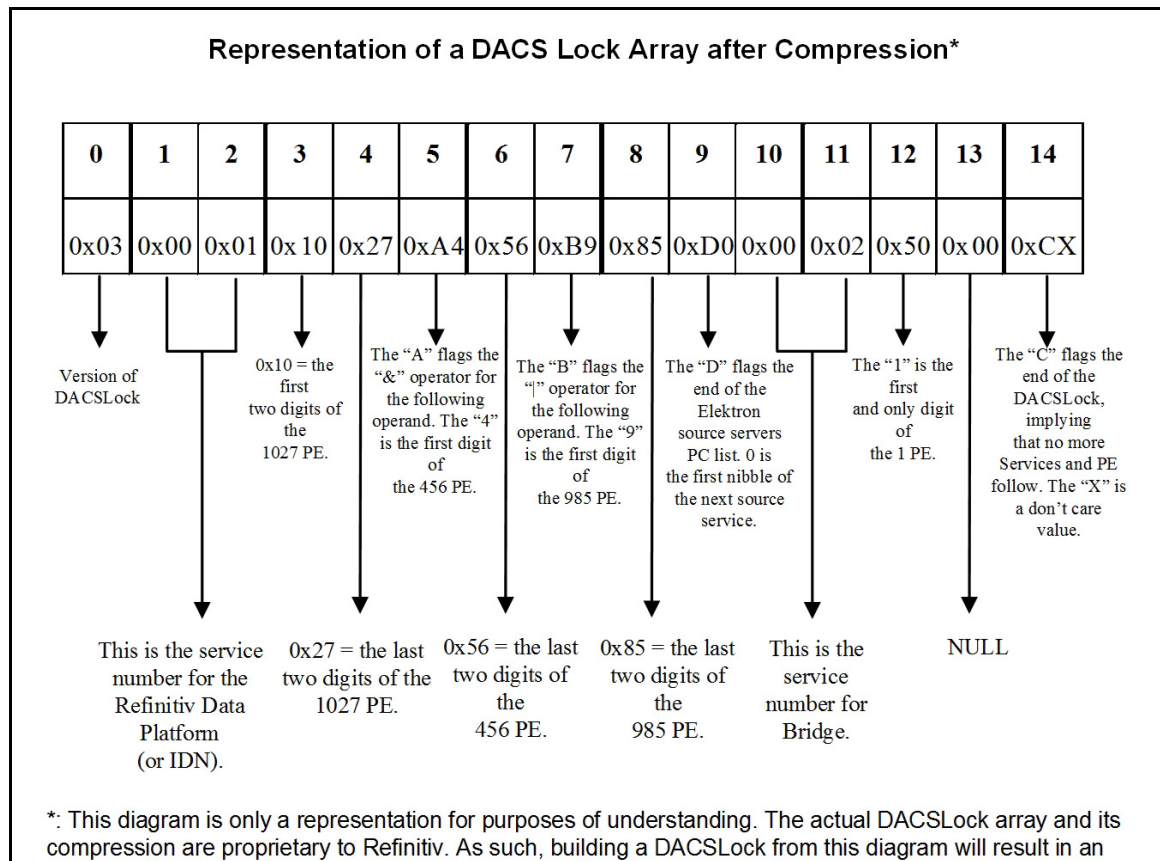 Representation of a DACS Lock Array after Compression*
0 1 2 3 4 5 6 7 8 9 10 11 12 13 14
0x03 0x00 0x01 0x10 0x27 0xA4 0x56 0xB9 0x85 0xD0 0x00 0x02 0x50 0x00 0xCX
Version of
DACSLock
0x10 = the
first
two digits of
the
1027 PE.
The “A” flags the
“&” operator for
the following
operand. The “4”
is the first digit
of
the 456 PE.
The “B” flags the
“|” operator for
the following
operand. The “9”
is the first digit
of
the 985 PE.
The “D” flags the
end of the
Elektron
source servers
PC list. 0 is
the first nibble of
the next source
service.
The “1” is the
first
and only digit
of
the 1 PE.
The “C” flags the
end of the
DACSLock,
implying
that no more
Services and PE
follow. The “X” is
a don’t care
value.
This is the service
number for the
Refinitiv Data
Platform
(or IDN).
0x27 = the last
two digits of the
1027 PE.
0x56 = the last
two digits of
the
456 PE.
0x85 = the last
two digits of
the
985 PE.
This is the
service
number for
Bridge.
NULL
*: This diagram is only a representation for purposes of understanding. The actual DACSLock array and its
compression are proprietary to Refinitiv. As such, building a DACSLock from this diagram will result in an